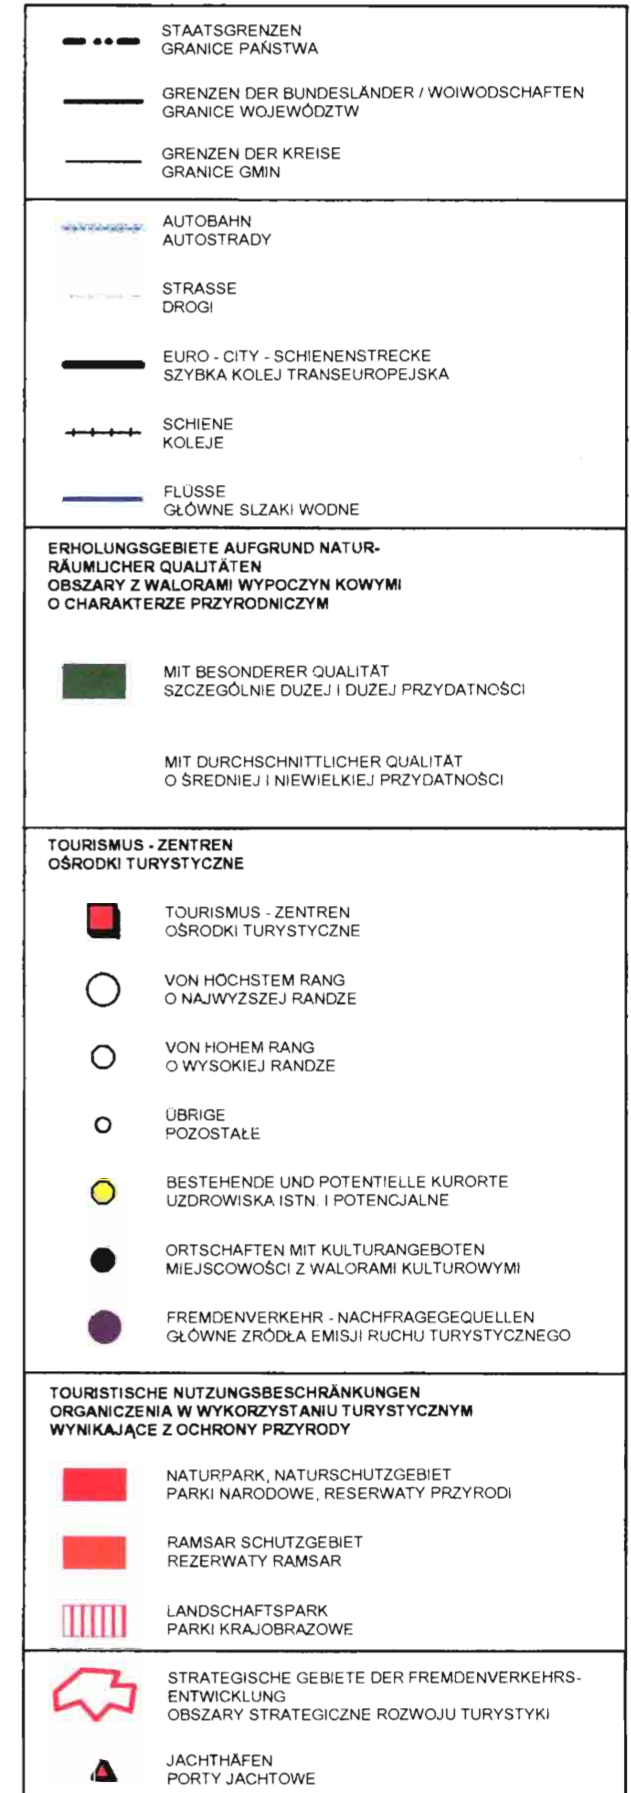 STAATSGRENZEN
GRANICE PAŃSTWA
GRENZEN DER BUNDESLÄNDER / WOIWODSCHAFTEN
GRANICE WOJEWÓDZTW
GRENZEN DER KREISE
GRANICE GMIN
AUTOBAHN
AUTOSTRADY
STRASSE
DROGI
EURO - CITY - SCHIENENSTRECKE
SZYBKA KOLEJ TRANSEUROPEJSKA
SCHIENE
KOLEJE
FLÜSSE
GŁÓWNE SLZAKI WODNE
ERHOLUNGSGEBIETE AUFGRUND NATUR-
RÄUMLICHER QUALITÄTEN
OBSZARY Z WALORAMI WYPOCZYN KOWYMI
O CHARAKTERZE PRZYRODNICZYM
MIT BESONDERER QUALITÄT
SZCZEGÓLNIE DUŻEJ I DUŻEJ PRZYDATNOŚCI
MIT DURCHSCHNITTLICHER QUALITÄT
O ŚREDNIEJ I NIEWIELKIEJ PRZYDATNOŚCI
TOURISMUS - ZENTREN
OŚRODKI TURYSTYCZNE
TOURISMUS - ZENTREN
OŚRODKI TURYSTYCZNE
VON HÖCHSTEM RANG
O NAJWYŻSZEJ RANDZE
VON HOHEM RANG
O WYSOKIEJ RANDZE
ÜBRIGE
POZOSTAŁE
BESTEHENDE UND POTENTIELLE KURORTE
UZDROWISKA ISTN. I POTENCJALNE
ORTSCHAFTEN MIT KULTURANGEBOTEN
MIEJSCOWOŚCI Z WALORAMI KULTUROWYMI
FREMDENVERKEHR - NACHFRAGEGEQUELLEN
GŁÓWNE ZRÓDŁA EMISJI RUCHU TURYSTYCZNEGO
TOURISTISCHE NUTZUNGSBESCHRÄNKUNGEN
ORGANICZENIA W WYKORZYSTANIU TURYSTYCZNYM
WYNIKAJĄCE Z OCHRONY PRZYRODY
NATURPARK, NATURSCHUTZGEBIET
PARKI NARODOWE, RESERWATY PRZYRODI
RAMSAR SCHUTZGEBIET
REZERWATY RAMSAR
LANDSCHAFTSPARK
PARKI KRAJOBRAZOWE
STRATEGISCHE GEBIETE DER FREMDENVERKEHRS-
ENTWICKLUNG
OBSZARY STRATEGICZNE ROZWOJU TURYSTYKI
JACHTHÄFEN
PORTY JACHTOWE